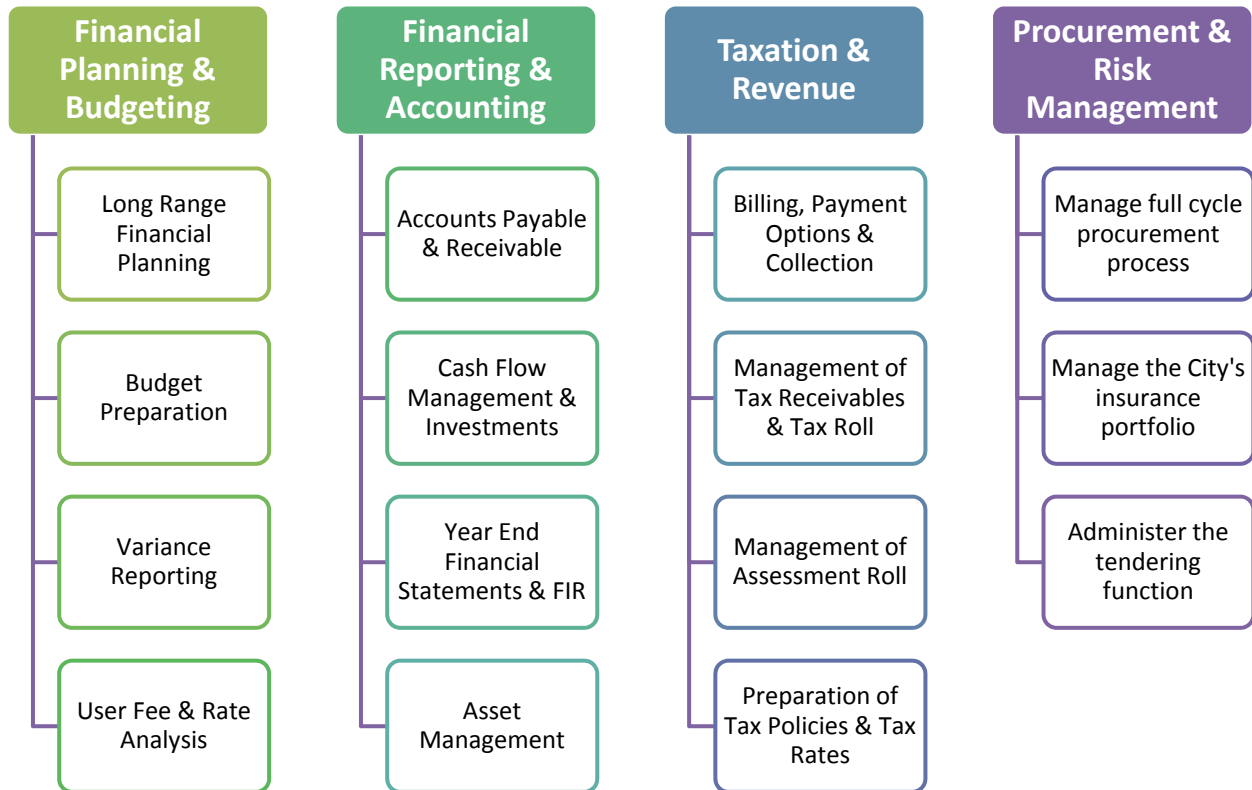 Financial
Planning &
Budgeting
Long Range
Financial
Planning
Budget
Preparation
Variance
Reporting
User Fee & Rate
Analysis
Financial
Reporting &
Accounting
Accounts Payable
& Receivable
Cash Flow
Management &
Investments
Year End
Financial
Statements & FIR
Asset
Management
Taxation &
Revenue
Billing, Payment
Options &
Collection
Management of
Tax Receivables
& Tax Roll
Management of
Assessment Roll
Preparation of
Tax Policies & Tax
Rates
Procurement &
Risk
Management
Manage full cycle
procurement
process
Manage the City's
insurance
portfolio
Administer the
tendering
function